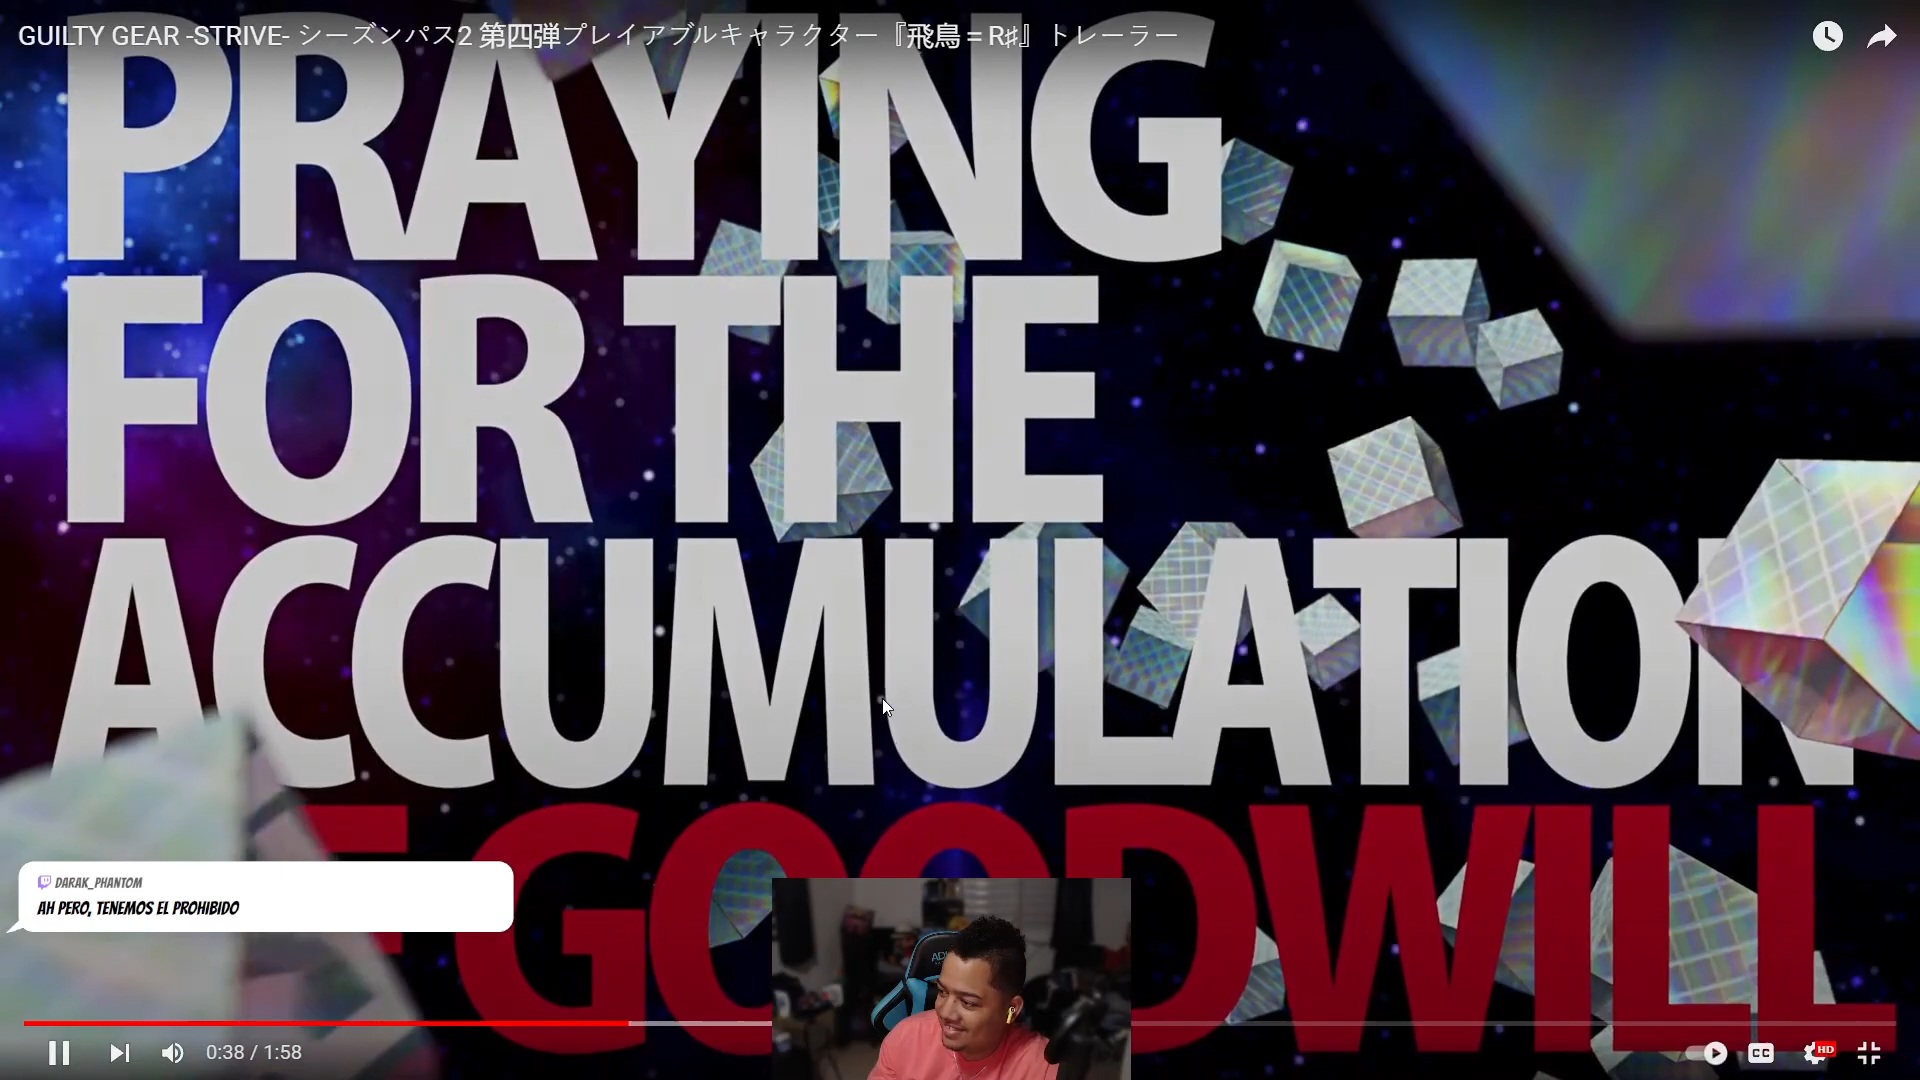 GUILTY GEAR -STRIVE- シーズンパス2 第四弾プレイアブルキャラクター『飛鳥 = R♯』トレーラー
PRAYING
FOR THE
ACCUMULATION
GOODWILL
DARAK_PHANTOM
AH PERO, TENEMOS EL PROHIBIDO
0:38 / 1:58
CC
HD